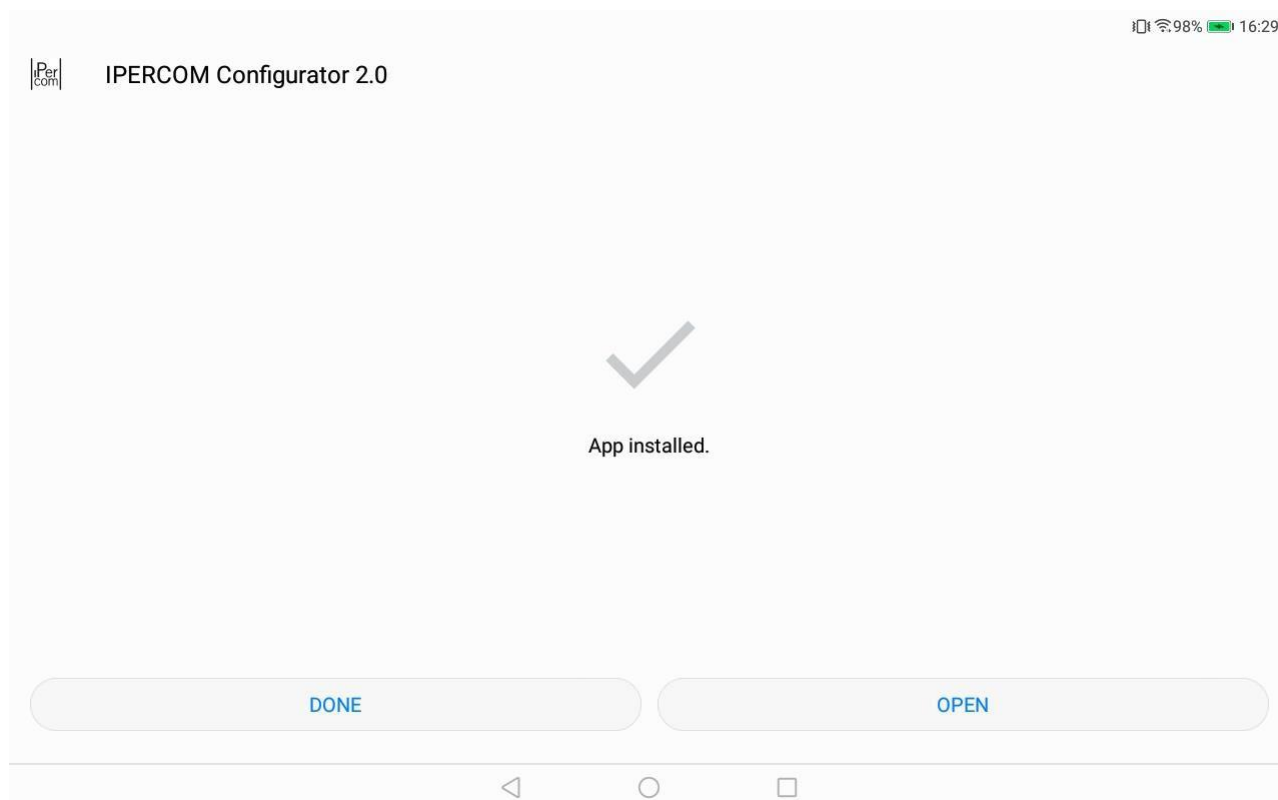 98% 16:29
iPer
com
IPERCOM Configurator 2.0
App installed.
DONE
OPEN